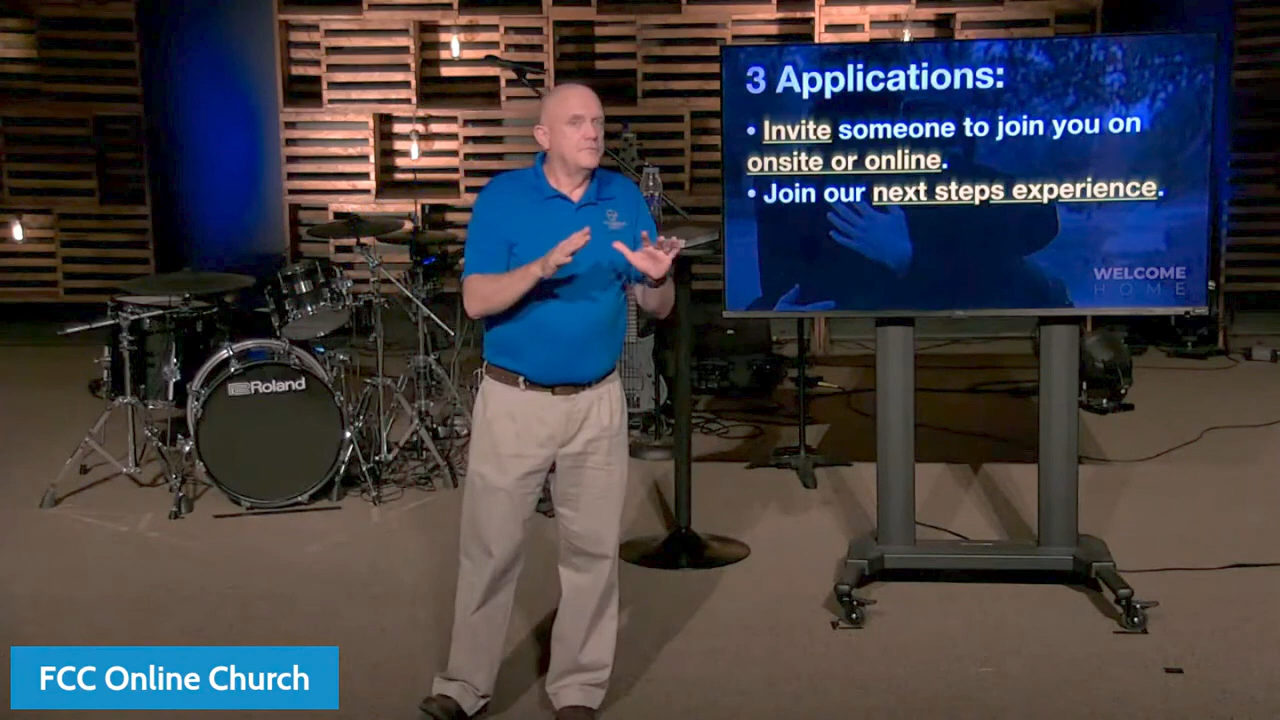 3 Applications:
• Invite someone to join you on
onsite or online.
• Join our next steps experience.
WELCOME
HOME
Roland
FCC Online Church